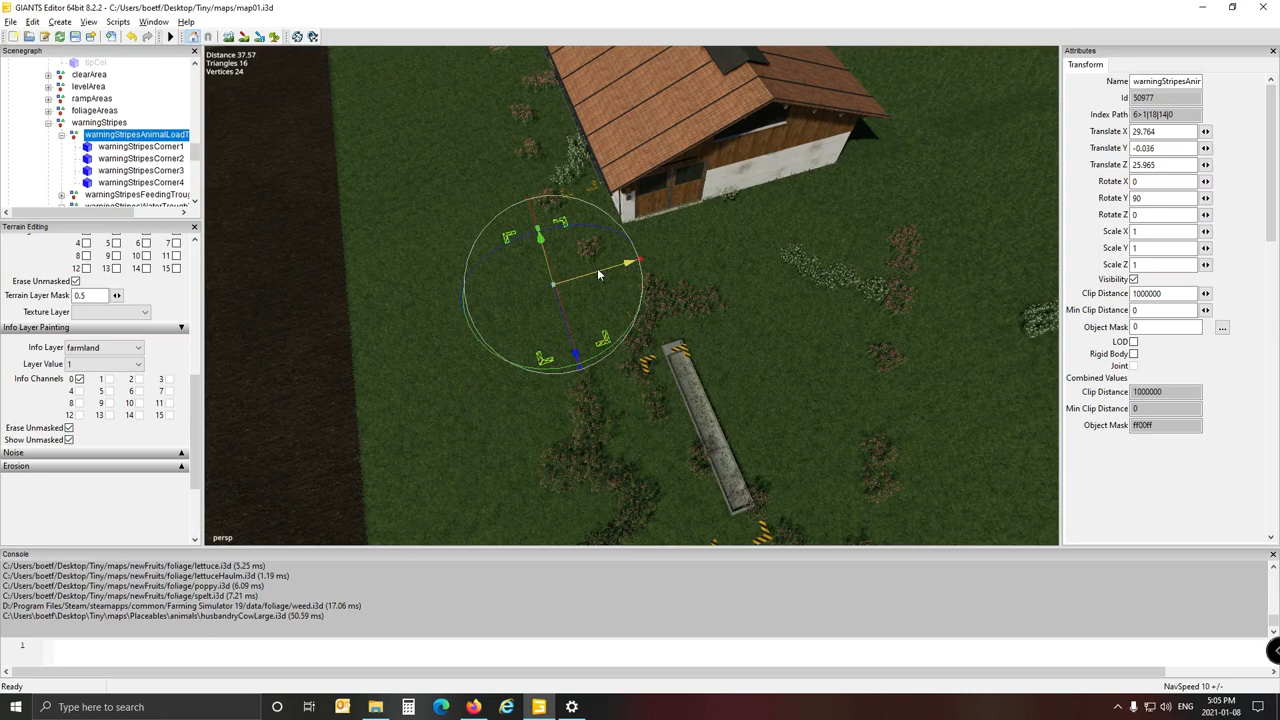 GIANTS Editor 64bit 8.2.2 - C:/Users/boetf/Desktop/Tiny/maps/map01.i3d
File Edit Create View Scripts Window Help
Scenegraph
clearArea
levelArea
rampAreas
foliageAreas
warningStripes
warningStripesAnimalLoadT
warningStripesCorner1
warningStripesCorner2
warningStripesCorner3
warningStripesCorner4
warningStripesFeedingTroug
Terrain Editing
4 5 6 7
8 9 10 11
12 13 14 15
Erase Unmasked
Terrain Layer Mask 0.5
Texture Layer
Info Layer Painting
Info Layer farmland
Layer Value 1
Info Channels 0 1 2 3
4 5 6 7
8 9 10 11
12 13 14 15
Erase Unmasked
Show Unmasked
Noise
Erosion
Distance 37.57
Triangles 16
Vertices 24
persp
Attributes
Transform
Name warningStripesAnir
Id 50977
Index Path 6>1|18|14|0
Translate X 29.764
Translate Y -0.036
Translate Z 25.965
Rotate X 0
Rotate Y 90
Rotate Z 0
Scale X 1
Scale Y 1
Scale Z 1
Visibility
Clip Distance 1000000
Min Clip Distance 0
Object Mask 0 ...
LOD
Rigid Body
Joint
Combined Values
Clip Distance 1000000
Min Clip Distance 0
Object Mask ff00ff
Console
C:/Users/boetf/Desktop/Tiny/maps/newFruits/foliage/lettuce.i3d (5.25 ms)
C:/Users/boetf/Desktop/Tiny/maps/newFruits/foliage/lettuceHaulm.i3d (1.19 ms)
C:/Users/boetf/Desktop/Tiny/maps/newFruits/foliage/poppy.i3d (6.09 ms)
C:/Users/boetf/Desktop/Tiny/maps/newFruits/foliage/spelt.i3d (7.21 ms)
D:/Program Files/Steam/steamapps/common/Farming Simulator 19/data/foliage/weed.i3d (17.06 ms)
C:\Users\boetf\Desktop\Tiny\maps\Placeables\animals\husbandryCowLarge.i3d (50.59 ms)
1
Ready
NavSpeed 10 +/-
Type here to search
5:05 PM
2021-01-08